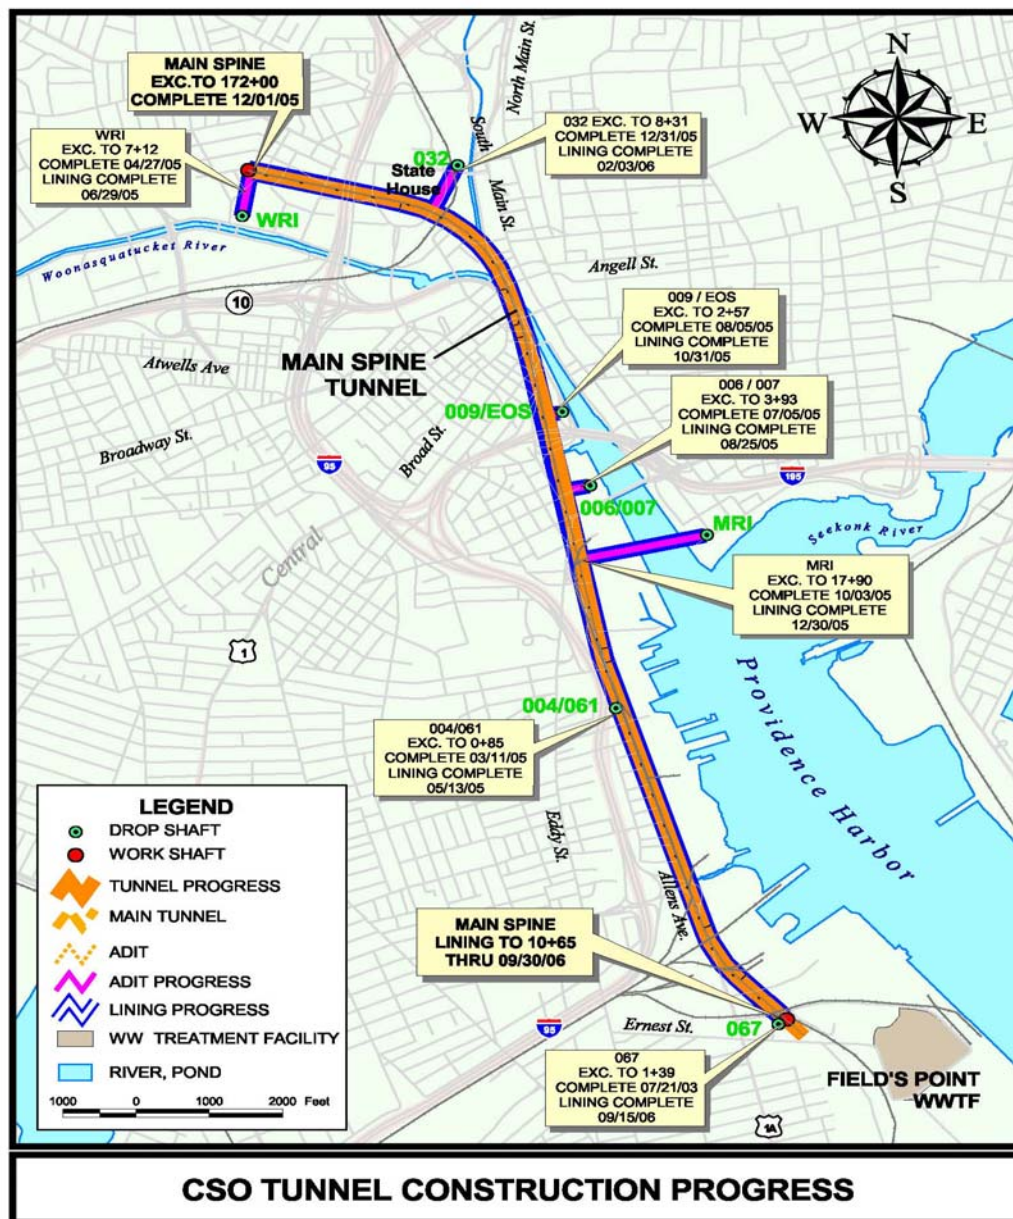 MAIN SPINE
EXC.TO 172+00
COMPLETE 12/01/05
WRI
EXC. TO 7+12
COMPLETE 04/27/05
LINING COMPLETE
06/29/05
North Main St.
South
Main St.
032 EXC. TO 8+31
COMPLETE 12/31/05
LINING COMPLETE
02/03/06
N
W
E
S
032
State
House
WRI
Woonasquatucket River
Angell St.
10
009 / EOS
EXC. TO 2+57
COMPLETE 08/05/05
LINING COMPLETE
10/31/05
MAIN SPINE
TUNNEL
Atwells Ave
006 / 007
EXC. TO 3+93
COMPLETE 07/05/05
LINING COMPLETE
08/25/05
009/EOS
Broadway St.
Broad St.
95
195
006/007
MRI
Seekonk River
Central
MRI
EXC. TO 17+90
COMPLETE 10/03/05
LINING COMPLETE
12/30/05
1
Providence Harbor
004/061
004/061
EXC. TO 0+85
COMPLETE 03/11/05
LINING COMPLETE
05/13/05
Eddy St.
Allens Ave.
LEGEND
DROP SHAFT
WORK SHAFT
TUNNEL PROGRESS
MAIN TUNNEL
ADIT
ADIT PROGRESS
LINING PROGRESS
WW TREATMENT FACILITY
RIVER, POND
1000 0 1000 2000 Feet
MAIN SPINE
LINING TO 10+65
THRU 09/30/06
95
Ernest St.
067
067
EXC. TO 1+39
COMPLETE 07/21/03
LINING COMPLETE
09/15/06
FIELD'S POINT
WWTF
1A
CSO TUNNEL CONSTRUCTION PROGRESS